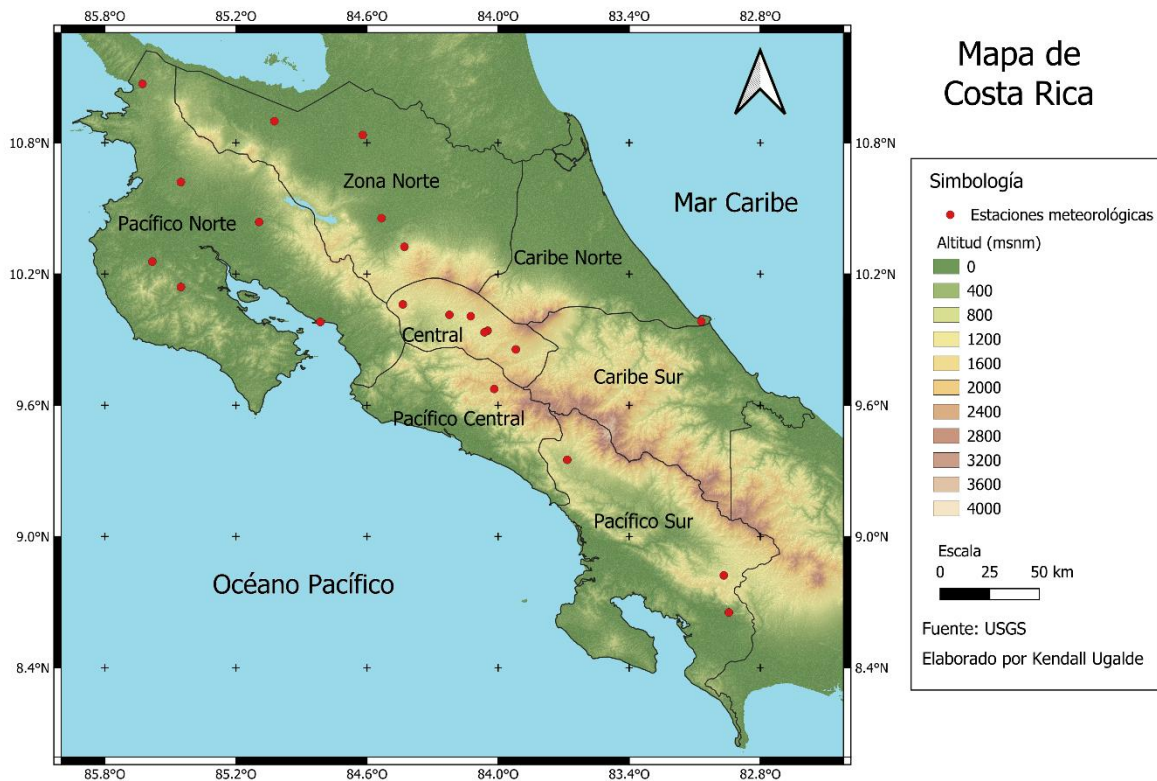 85.8°O 85.2°O 84.6°O 84.0°O 83.4°O 82.8°O
10.8°N 10.8°N
10.2°N 10.2°N
9.6°N 9.6°N
9.0°N 9.0°N
8.4°N 8.4°N
85.8°O 85.2°O 84.6°O 84.0°O 83.4°O 82.8°O
Zona Norte
Mar Caribe
Pacífico Norte
Caribe Norte
Central
Caribe Sur
Pacífico Central
Pacífico Sur
Océano Pacífico
Mapa de
Costa Rica
Simbología
Estaciones meteorológicas
Altitud (msnm)
0
400
800
1200
1600
2000
2400
2800
3200
3600
4000
Escala
0 25 50 km
Fuente: USGS
Elaborado por Kendall Ugalde